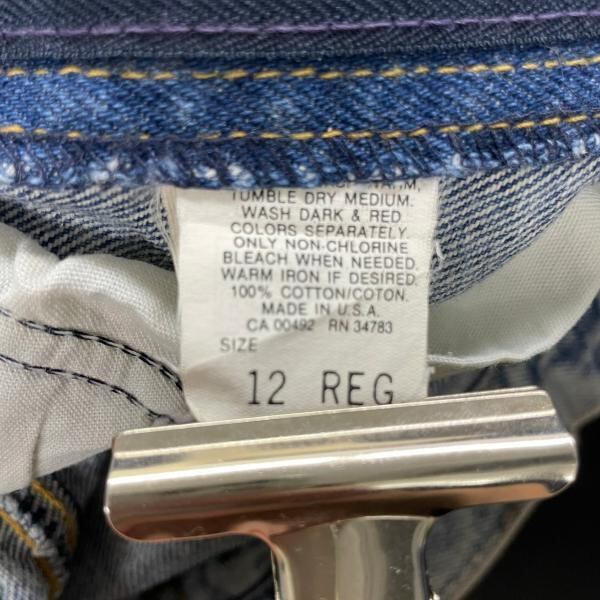 TUMBLE DRY MEDIUM.
WASH DARK & RED
COLORS SEPARATELY.
ONLY NON-CHLORINE
BLEACH WHEN NEEDED.
WARM IRON IF DESIRED.
100% COTTON/COTON.
MADE IN U.S.A.
CA 00492 RN 34783
SIZE
12 REG